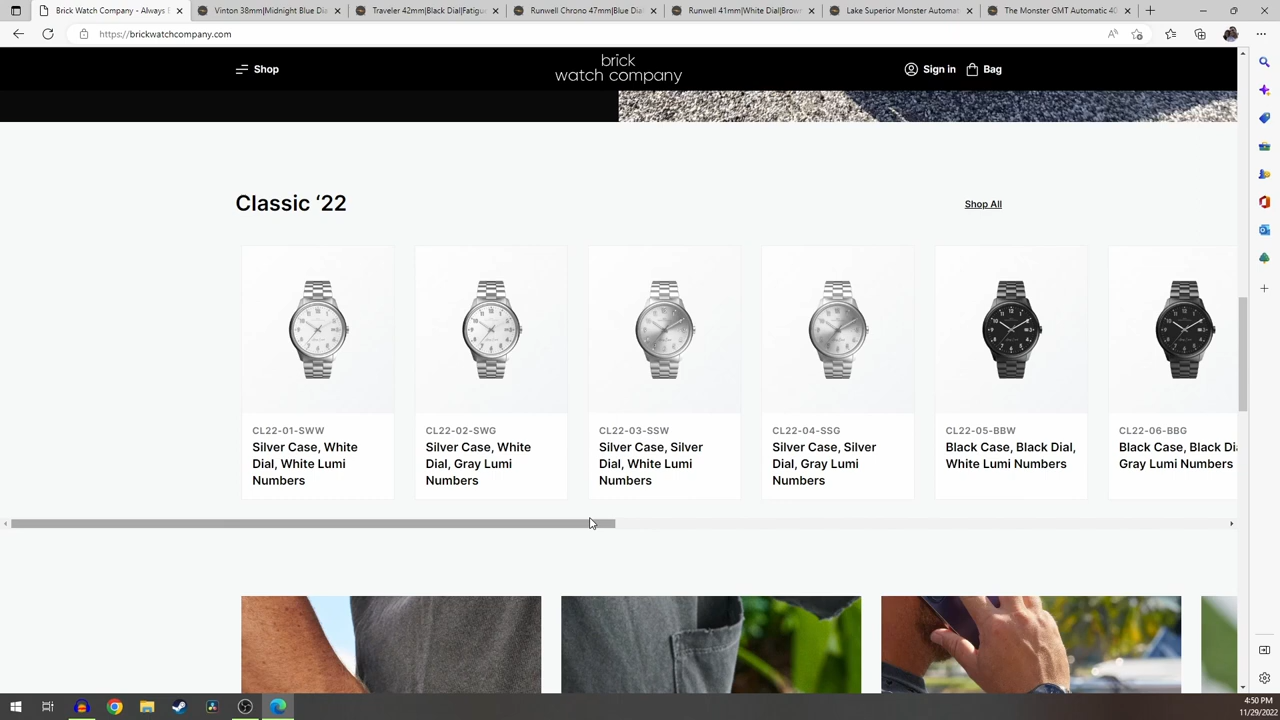 Brick Watch Company - Always
Vinton 38mm|Midnight Blue Dia
Traveler 42mm|Black Dial|Fatigu
Runwell Chrono 47mm|Blue Dia
Runwell 41mm|White Dial|Brow
Lake Superior Monster Automat
The Monster GMT Automatic 40
https://brickwatchcompany.com
Shop
brick
watch company
Sign in
Bag
Classic ‘22
Shop All
CL22-01-SWW
Silver Case, White
Dial, White Lumi
Numbers
CL22-02-SWG
Silver Case, White
Dial, Gray Lumi
Numbers
CL22-03-SSW
Silver Case, Silver
Dial, White Lumi
Numbers
CL22-04-SSG
Silver Case, Silver
Dial, Gray Lumi
Numbers
CL22-05-BBW
Black Case, Black Dial,
White Lumi Numbers
CL22-06-BBG
Black Case, Black Dia
Gray Lumi Numbers
4:50 PM
11/29/2022